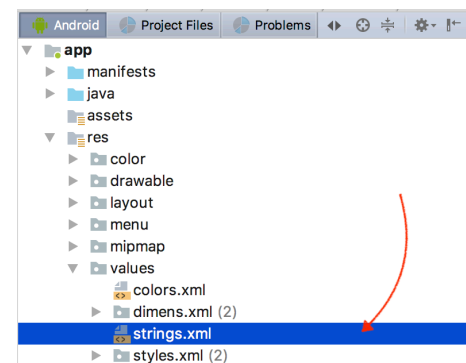 Android Project Files Problems
app
manifests
java
assets
res
color
drawable
layout
menu
mipmap
values
colors.xml
dimens.xml (2)
strings.xml
styles.xml (2)